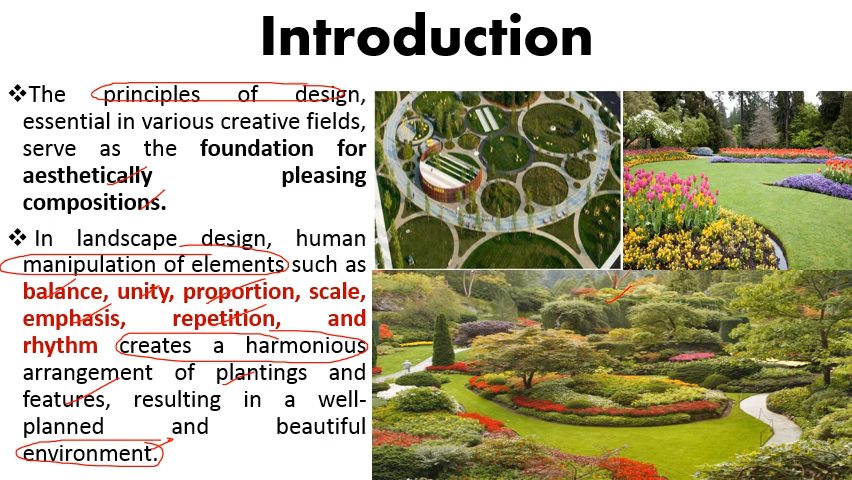 Introduction
❖The principles of design,
essential in various creative fields,
serve as the foundation for
aesthetically pleasing
compositions.
❖ In landscape design, human
manipulation of elements such as
balance, unity, proportion, scale,
emphasis, repetition, and
rhythm creates a harmonious
arrangement of plantings and
features, resulting in a well-
planned and beautiful
environment.